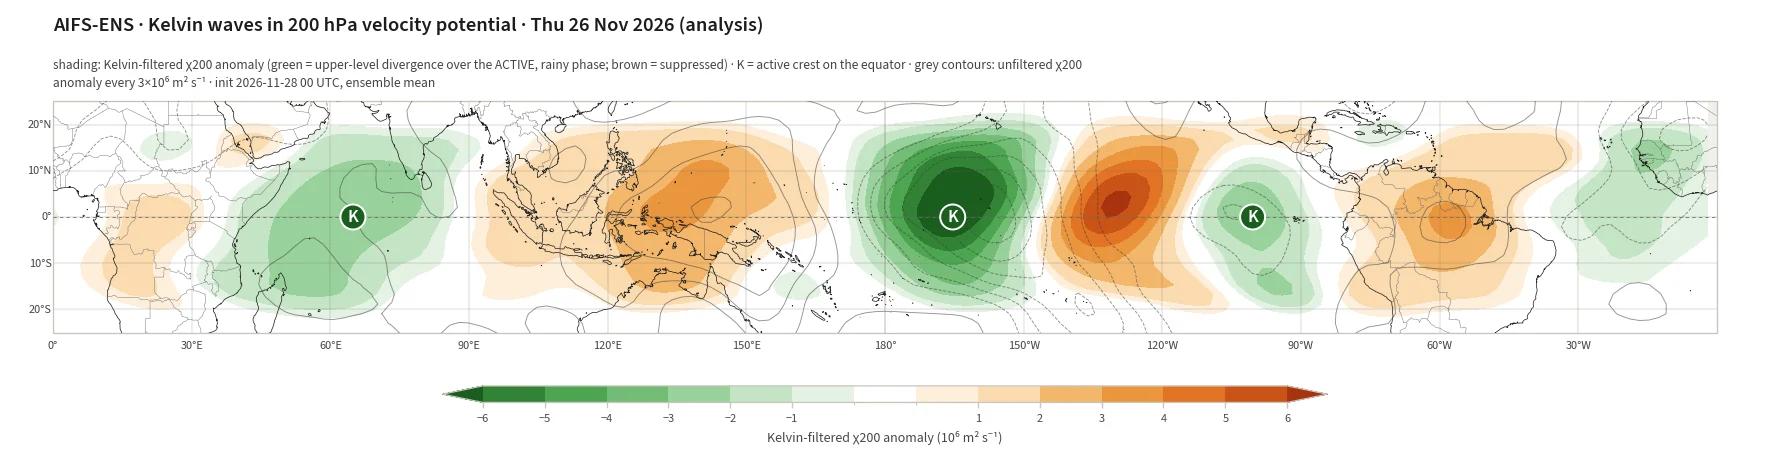 AIFS-ENS · Kelvin waves in 200 hPa velocity potential · Thu 26 Nov 2026 (analysis)
shading: Kelvin-filtered χ200 anomaly (green = upper-level divergence over the ACTIVE, rainy phase; brown = suppressed) · K = active crest on the equator · grey contours: unfiltered χ200
anomaly every 3×10⁶ m² s⁻¹ · init 2026-11-28 00 UTC, ensemble mean
20°N
10°N
0°
10°S
20°S
K K K
0° 30°E 60°E 90°E 120°E 150°E 180° 150°W 120°W 90°W 60°W 30°W
−6 −5 −4 −3 −2 −1 1 2 3 4 5 6
Kelvin-filtered χ200 anomaly (10⁶ m² s⁻¹)